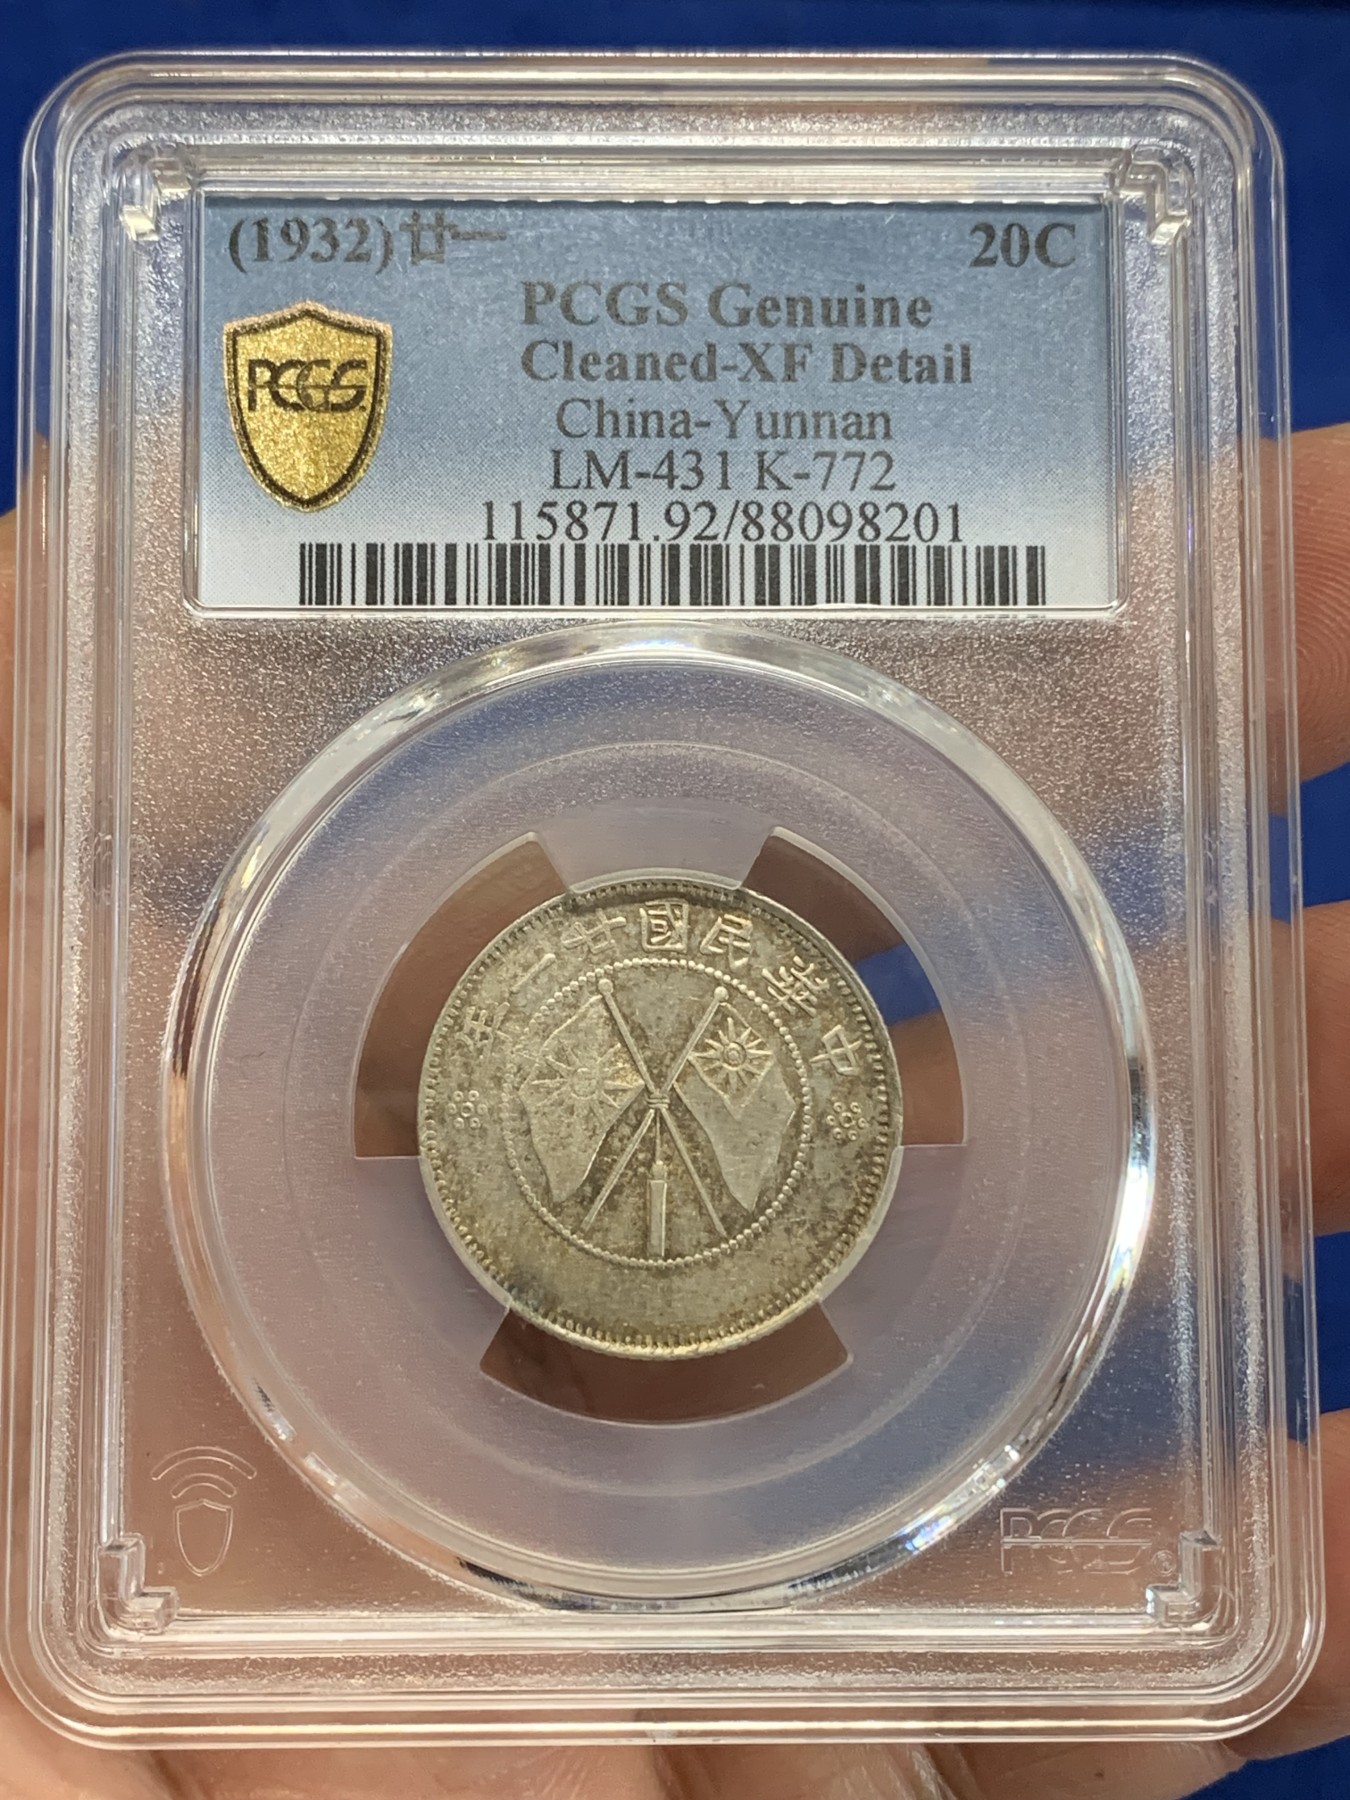 (1932)廿一 20C
PCGS Genuine
Cleaned-XF Detail
PCGS
China-Yunnan
LM-431 K-772
115871.92/88098201
年一廿國民華中
PCGS